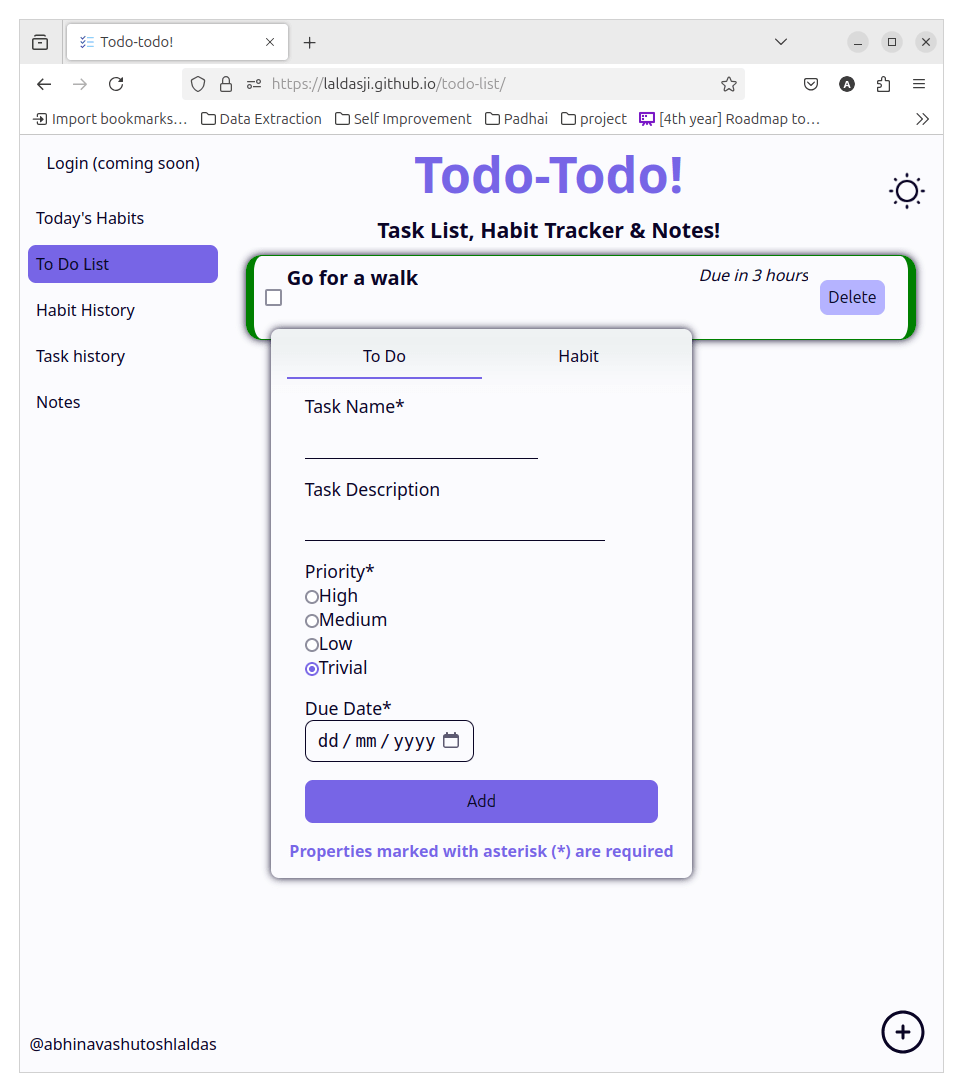 Todo-todo!
https://laldasji.github.io/todo-list/
A
Import bookmarks… Data Extraction Self Improvement Padhai project [4th year] Roadmap to…
Login (coming soon)
Today's Habits
To Do List
Habit History
Task history
Notes
@abhinavashutoshlaldas
Todo-Todo!
Task List, Habit Tracker & Notes!
Go for a walk
Due in 3 hours
Delete
To Do Habit
Task Name*
Task Description
Priority*
High
Medium
Low
Trivial
Due Date*
dd / mm / yyyy
Add
Properties marked with asterisk (*) are required